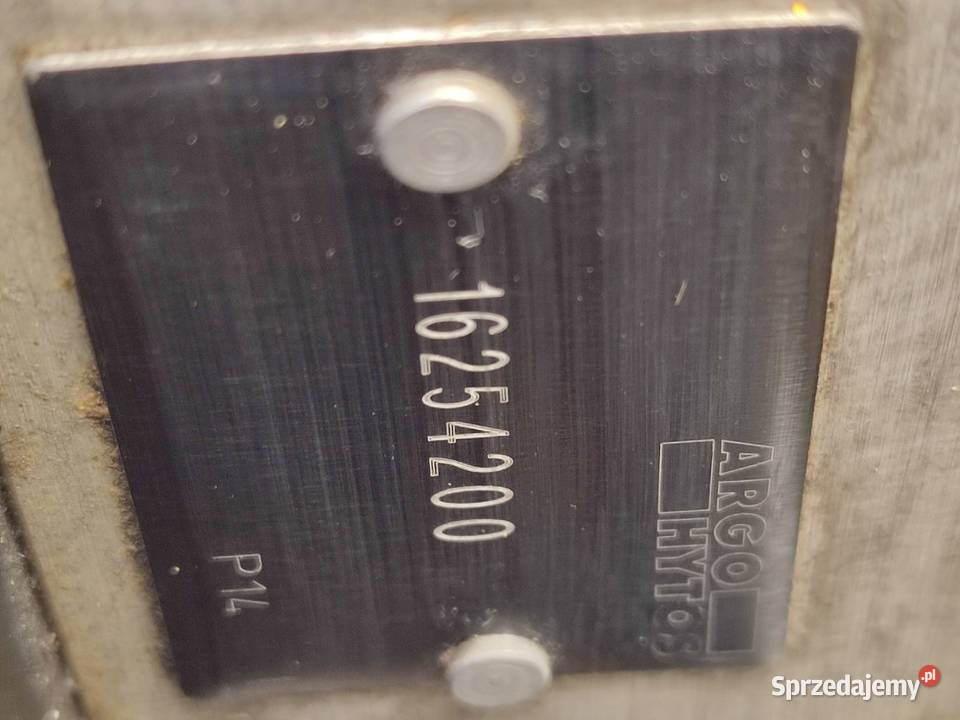 ARGO
HYTOS
16254200
P14
Sprzedajemy.pl